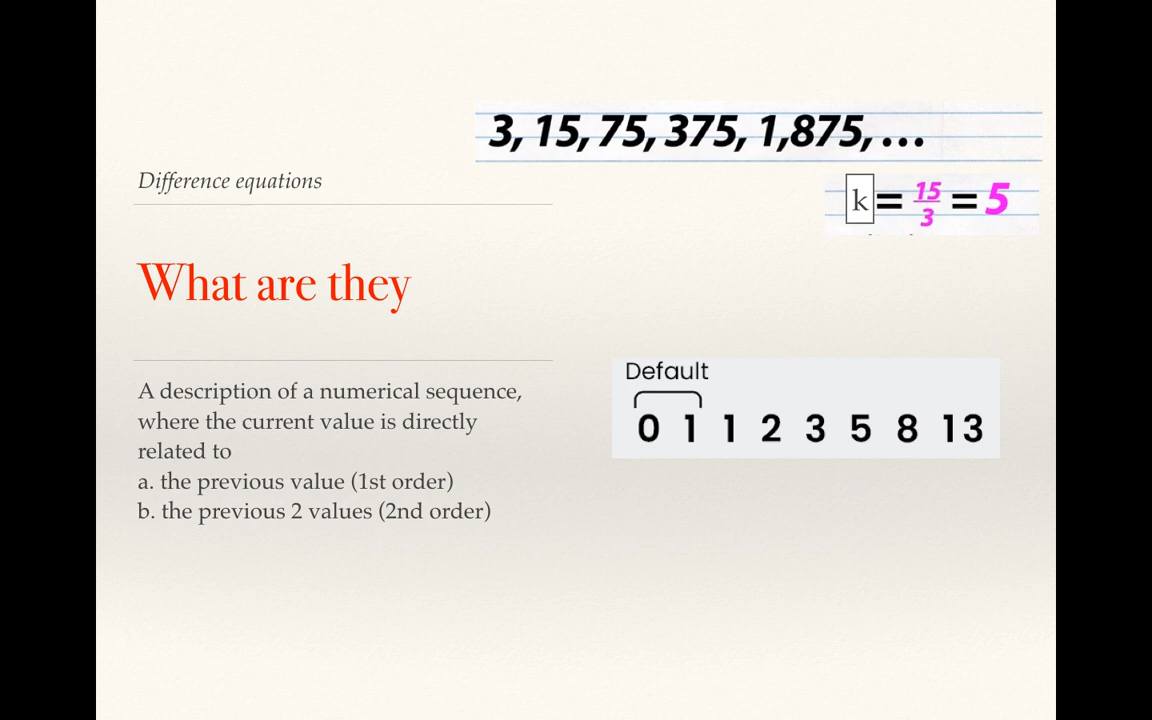 3, 15, 75, 375, 1,875, ...
Difference equations
k = 15/3 = 5
What are they
A description of a numerical sequence,
where the current value is directly
related to
a. the previous value (1st order)
b. the previous 2 values (2nd order)
Default
0 1 1 2 3 5 8 13